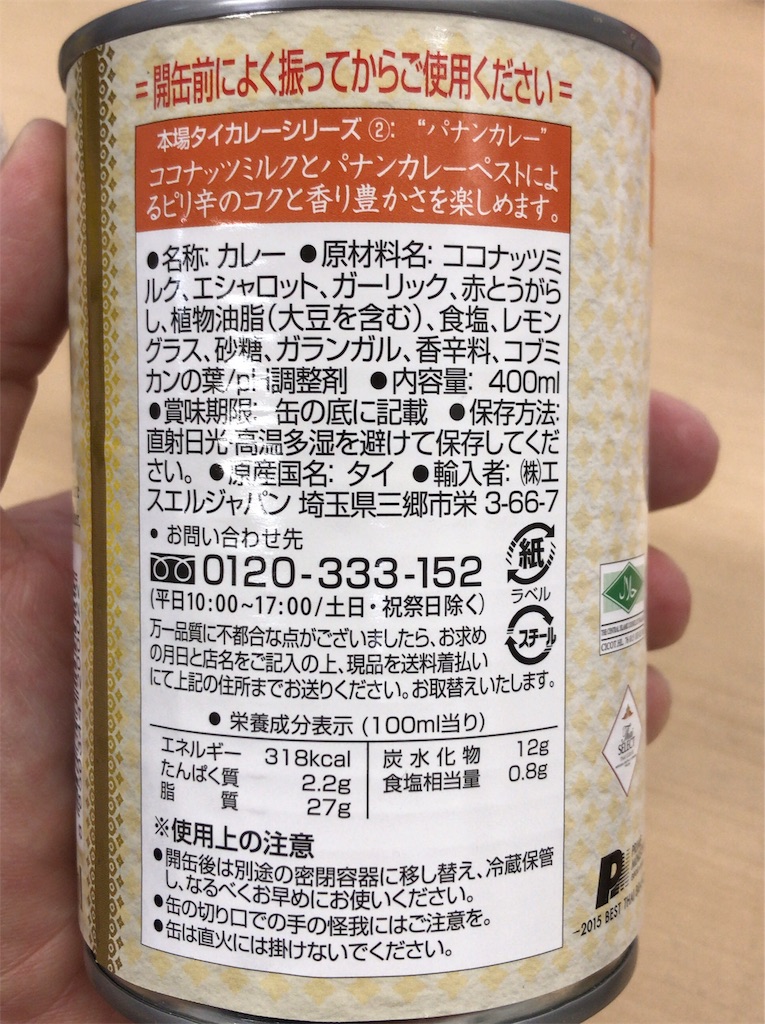 =開缶前によく振ってからご使用ください=
本場タイカレーシリーズ ②: “パナンカレー”
ココナッツミルクとパナンカレーペストによ
るピリ辛のコクと香り豊かさを楽しめます。
●名称: カレー ●原材料名: ココナッツミ
ルク、エシャロット、ガーリック、赤とうがら
し、植物油脂(大豆を含む)、食塩、レモン
グラス、砂糖、ガランガル、香辛料、コブミ
カンの葉/pH調整剤 ●内容量: 400ml
●賞味期限: 缶の底に記載 ●保存方法:
直射日光・高温多湿を避けて保存してくだ
さい。 ●原産国名: タイ ●輸入者: ㈱エ
スエルジャパン 埼玉県三郷市栄 3-66-7
・お問い合わせ先
0120-333-152
(平日10:00~17:00/土日・祝祭日除く)
紙
ラベル
スチール
万一品質に不都合な点がございましたら、お求め
の月日と店名をご記入の上、現品を送料着払い
にて上記の住所までお送りください。お取替えいたします。
● 栄養成分表示 (100ml当り)
エネルギー 318kcal 炭水化物 12g
たんぱく質 2.2g 食塩相当量 0.8g
脂質 27g
※使用上の注意
●開缶後は別途の密閉容器に移し替え、冷蔵保管
し、なるべくお早めにお使いください。
●缶の切り口での手の怪我にはご注意を。
●缶は直火には掛けないでください。
حلال
SELECT
2015 BEST